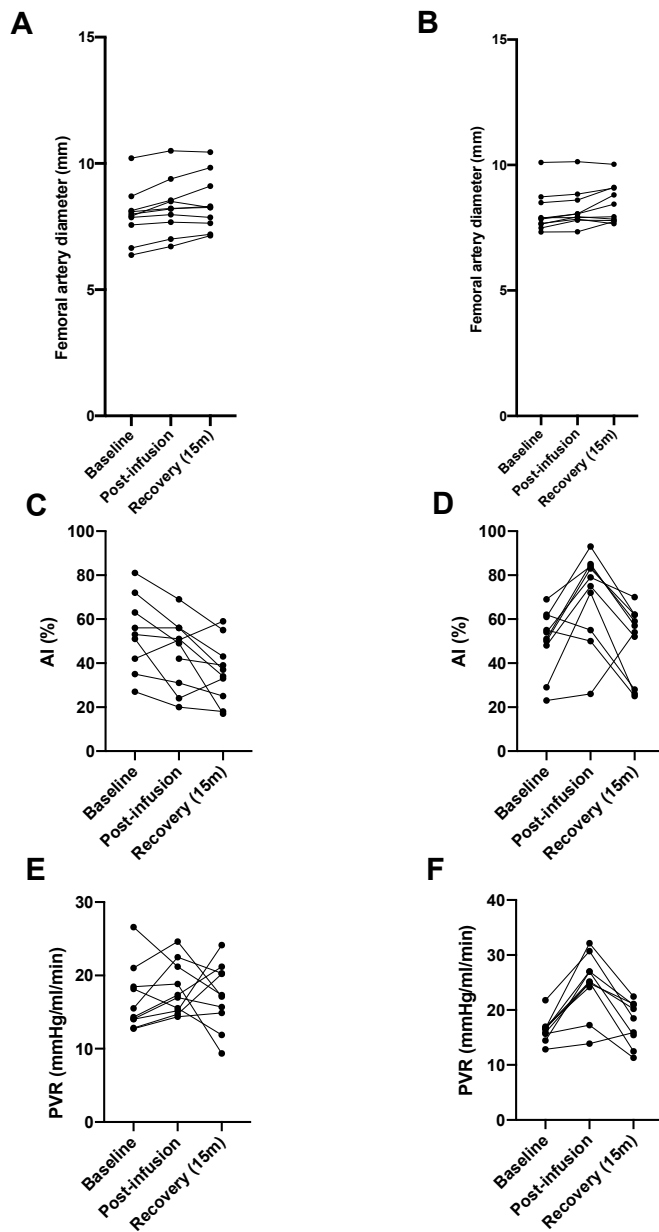 A
Femoral artery diameter (mm)
15
10
5
0
Baseline
Post-infusion
Recovery (15m)
B
Femoral artery diameter (mm)
15
10
5
0
Baseline
Post-infusion
Recovery (15m)
C
AI (%)
100
80
60
40
20
0
Baseline
Post-infusion
Recovery (15m)
D
AI (%)
100
80
60
40
20
0
Baseline
Post-infusion
Recovery (15m)
E
PVR (mmHg/ml/min)
30
20
10
0
Baseline
Post-infusion
Recovery (15m)
F
PVR (mmHg/ml/min)
40
30
20
10
0
Baseline
Post-infusion
Recovery (15m)